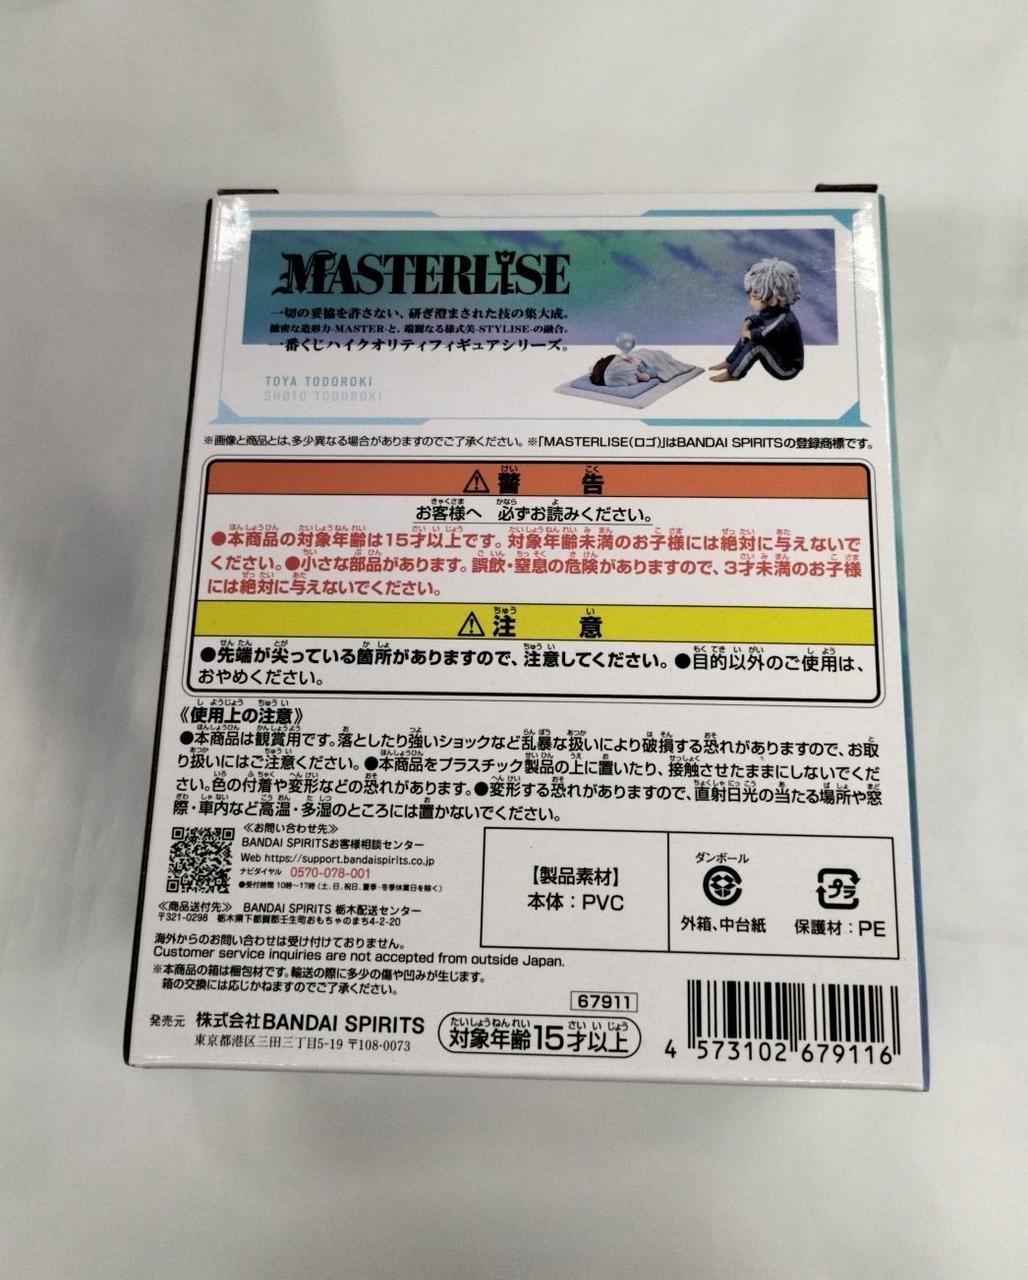 MASTERLISE
一切の妥協を許さない、研ぎ澄まされた技の集大成。
緻密な造形力-MASTER-と、端麗なる様式美-STYLISE-の融合。
一番くじハイクオリティフィギュアシリーズ。
TOYA TODOROKI
SHOTO TODOROKI
※画像と商品とは、多少異なる場合がありますのでご了承ください。※「MASTERLISE(ロゴ)」はBANDAI SPIRITSの登録商標です。
⚠警告
お客様へ 必ずお読みください。
●本商品の対象年齢は15才以上です。対象年齢未満のお子様には絶対に与えないで
ください。●小さな部品があります。誤飲・窒息の危険がありますので、3才未満のお子様
には絶対に与えないでください。
⚠注意
●先端が尖っている箇所がありますので、注意してください。●目的以外のご使用は、
おやめください。
《使用上の注意》
●本商品は観賞用です。落としたり強いショックなど乱暴な扱いにより破損する恐れがありますので、お取
り扱いにはご注意ください。●本商品をプラスチック製品の上に置いたり、接触させたままにしないでくだ
さい。色の付着や変形などの恐れがあります。●変形する恐れがありますので、直射日光の当たる場所や窓
際・車内など高温・多湿のところには置かないでください。
≪お問い合わせ先≫
BANDAI SPIRITSお客様相談センター
Web https://support.bandaispirits.co.jp
ナビダイヤル 0570-078-001
●受付時間 10時〜17時(土、日、祝日、夏季・冬季休業日を除く)
≪商品送付先≫ BANDAI SPIRITS 栃木配送センター
〒321-0298 栃木県下都賀郡壬生町おもちゃのまち4-2-20
海外からのお問い合わせは受け付けておりません。
Customer service inquiries are not accepted from outside Japan.
※本商品の箱は梱包材です。輸送の際に多少の傷や凹みが生じます。
箱の交換には応じかねますのでご了承ください。
【製品素材】
本体：PVC
ダンボール
外箱、中台紙
プラ
保護材：PE
67911
発売元 株式会社BANDAI SPIRITS
東京都港区三田三丁目5-19 〒108-0073
対象年齢15才以上
4 573102 679116